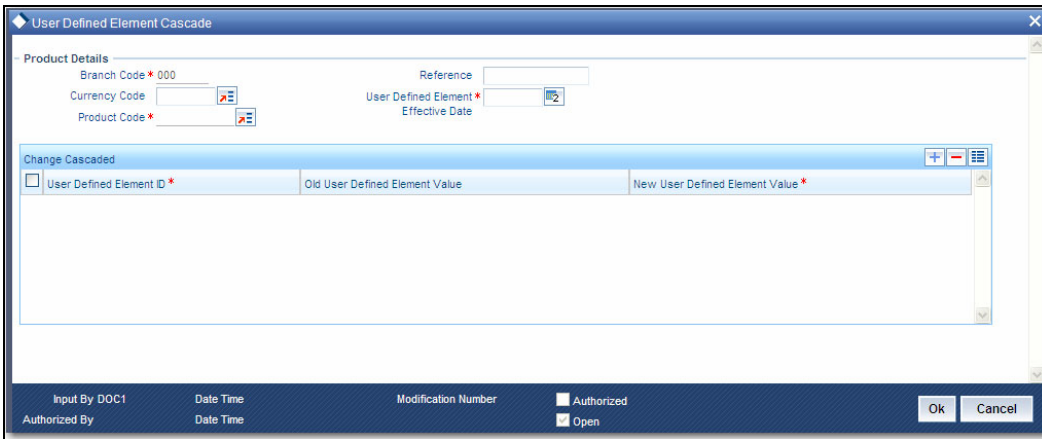 User Defined Element Cascade
Product Details
Branch Code * 000
Reference
Currency Code
User Defined Element *
Effective Date
Product Code *
Change Cascaded
User Defined Element ID * Old User Defined Element Value New User Defined Element Value *
Input By DOC1 Date Time Modification Number Authorized
Authorized By Date Time Open
Ok Cancel